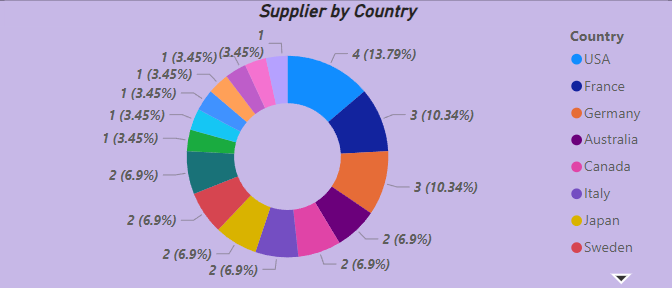 Supplier by Country
1
(3.45%)
4 (13.79%)
3 (10.34%)
3 (10.34%)
2 (6.9%)
2 (6.9%)
2 (6.9%)
2 (6.9%)
2 (6.9%)
2 (6.9%)
1 (3.45%)
1 (3.45%)
1 (3.45%)
1 (3.45%)
1 (3.45%)
Country
USA
France
Germany
Australia
Canada
Italy
Japan
Sweden